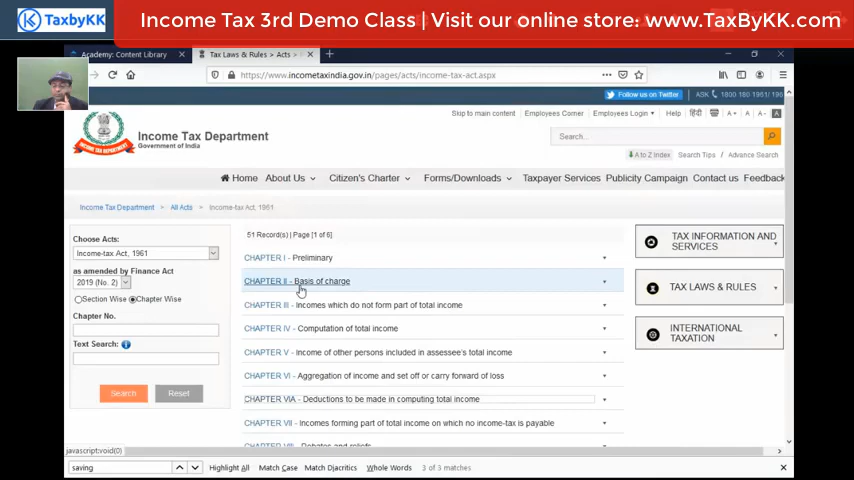 TaxbyKK
Income Tax 3rd Demo Class | Visit our online store: www.TaxByKK.com
Academy: Content Library
Tax Laws & Rules > Acts >
https://www.incometaxindia.gov.in/pages/acts/income-tax-act.aspx
Follow us on Twitter
ASK 1800 180 1961/ 196
Skip to main content
Employees Corner
Employees Login
Help
हिंदी
A+
A
A-
A
Income Tax Department
Government of India
Search...
A to Z Index
Search Tips / Advance Search
Home
About Us
Citizen's Charter
Forms/Downloads
Taxpayer Services
Publicity Campaign
Contact us
Feedback
Income Tax Department > All Acts > Income-tax Act, 1961
Choose Acts:
Income-tax Act, 1961
as amended by Finance Act
2019 (No. 2)
Section Wise
Chapter Wise
Chapter No.
Text Search:
Search
Reset
51 Record(s) | Page [1 of 6]
CHAPTER I - Preliminary
CHAPTER II - Basis of charge
CHAPTER III - Incomes which do not form part of total income
CHAPTER IV - Computation of total income
CHAPTER V - Income of other persons included in assessee's total income
CHAPTER VI - Aggregation of income and set off or carry forward of loss
CHAPTER VIA - Deductions to be made in computing total income
CHAPTER VII - Incomes forming part of total income on which no income-tax is payable
CHAPTER VIII - Rebates and reliefs
TAX INFORMATION AND
SERVICES
TAX LAWS & RULES
INTERNATIONAL
TAXATION
javascript:void(0)
saving
Highlight All
Match Case
Match Diacritics
Whole Words
3 of 3 matches